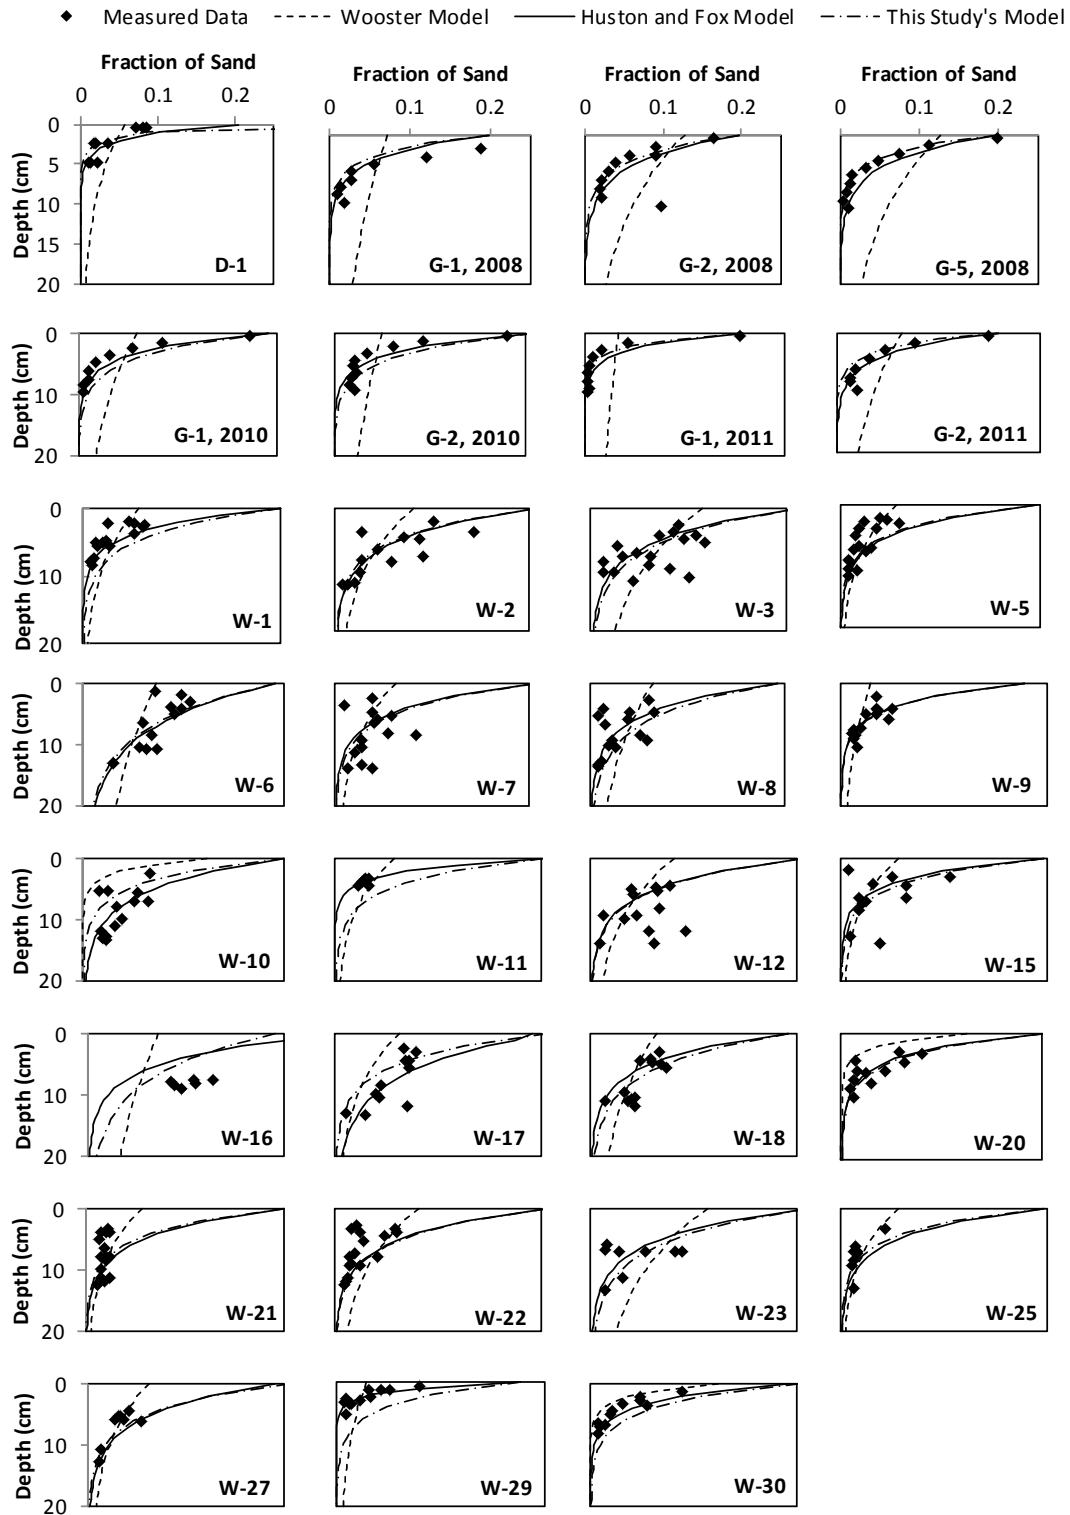 Measured Data Wooster Model Huston and Fox Model This Study's Model
Fraction of Sand Fraction of Sand Fraction of Sand Fraction of Sand
0 0.1 0.2 0 0.1 0.2 0 0.1 0.2 0 0.1 0.2
Depth (cm)
0
5
10
15
20
D-1 G-1, 2008 G-2, 2008 G-5, 2008
Depth (cm)
0
10
20
G-1, 2010 G-2, 2010 G-1, 2011 G-2, 2011
Depth (cm)
0
10
20
W-1 W-2 W-3 W-5
Depth (cm)
0
10
20
W-6 W-7 W-8 W-9
Depth (cm)
0
10
20
W-10 W-11 W-12 W-15
Depth (cm)
0
10
20
W-16 W-17 W-18 W-20
Depth (cm)
0
10
20
W-21 W-22 W-23 W-25
Depth (cm)
0
10
20
W-27 W-29 W-30